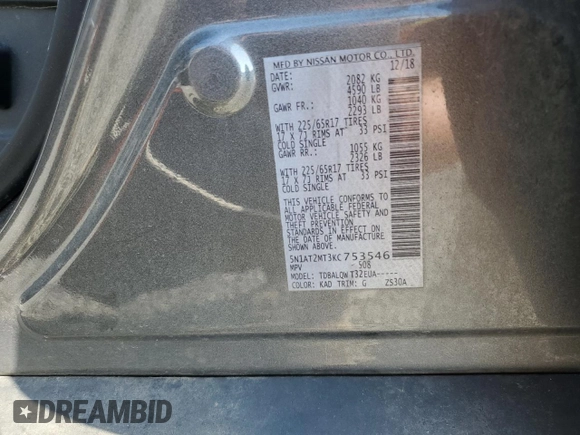 MFD BY NISSAN MOTOR CO., LTD.
DATE: 12/18
GVWR: 2082 KG
4590 LB
GAWR FR.: 1040 KG
2293 LB
WITH 225/65R17 TIRES
17 X 7J RIMS AT 33 PSI
COLD SINGLE
GAWR RR.: 1055 KG
2326 LB
WITH 225/65R17 TIRES
17 X 7J RIMS AT 33 PSI
COLD SINGLE
THIS VEHICLE CONFORMS TO
ALL APPLICABLE FEDERAL
MOTOR VEHICLE SAFETY AND
THEFT PREVENTION
STANDARDS IN EFFECT ON
THE DATE OF MANUFACTURE
SHOWN ABOVE.
5N1AT2MT3KC753546
MPV S08
MODEL: TDBALQWT32EUA-----
COLOR: KAD TRIM: G ZS30A
DREAMBID